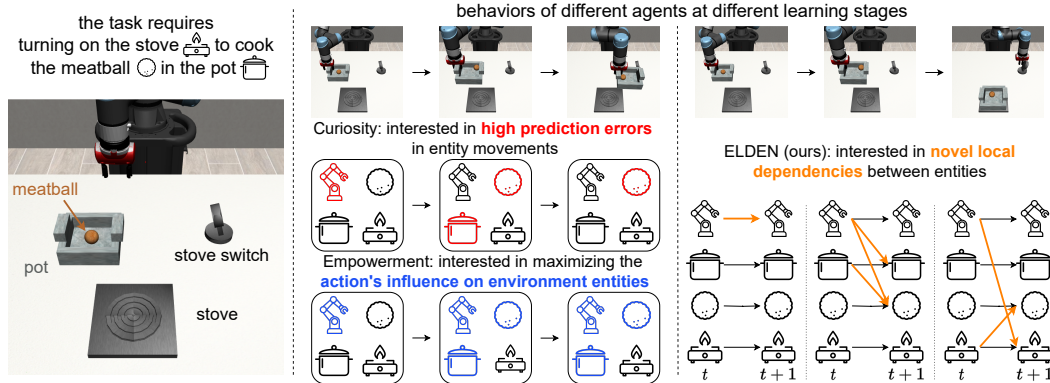 the task requires
turning on the stove to cook
the meatball in the pot
meatball
pot
stove switch
stove
behaviors of different agents at different learning stages
Curiosity: interested in high prediction errors
in entity movements
Empowerment: interested in maximizing the
action's influence on environment entities
ELDEN (ours): interested in novel local
dependencies between entities
t
t + 1
t
t + 1
t
t + 1